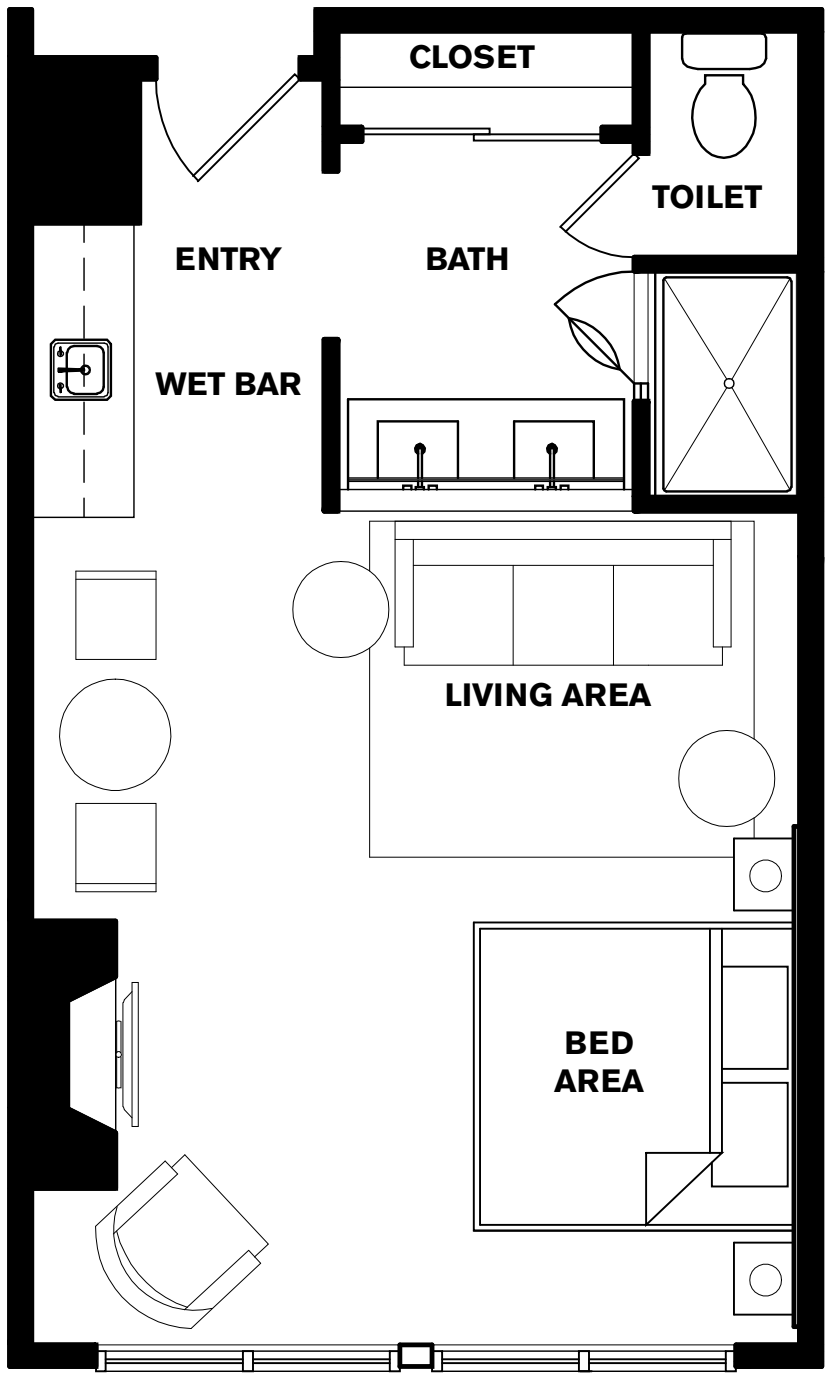 CLOSET
TOILET
ENTRY
BATH
WET BAR
LIVING AREA
BED
AREA